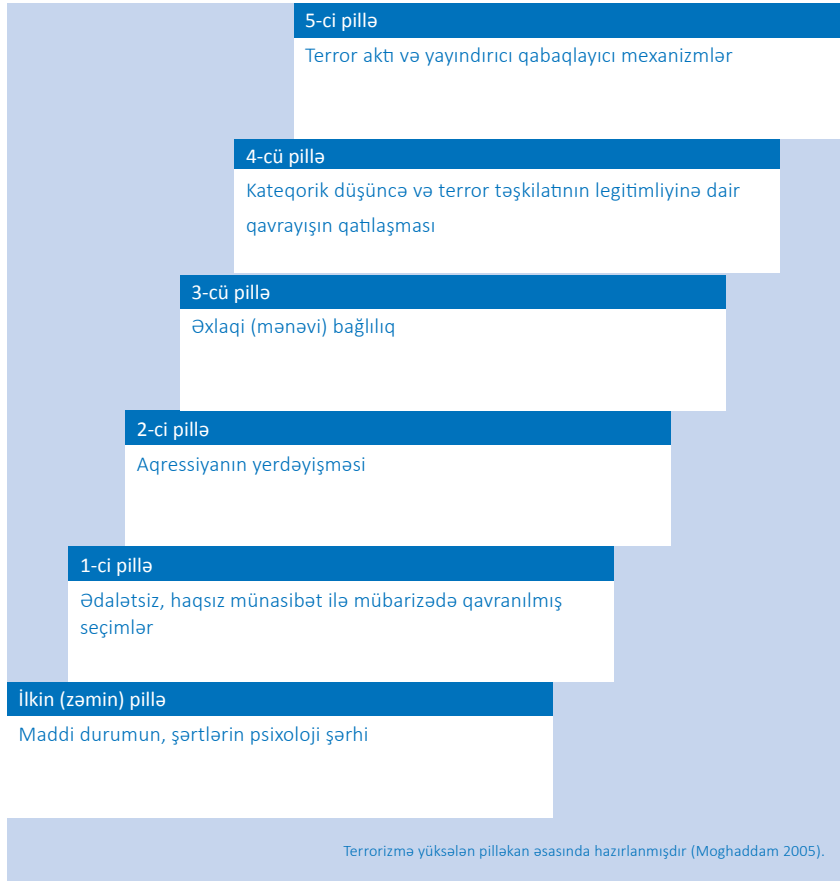 5-ci pillə
Terror aktı və yayındırıcı qabaqlayıcı mexanizmlər
4-cü pillə
Kateqorik düşüncə və terror təşkilatının legitimliyinə dair
qavrayışın qatılaşması
3-cü pillə
Əxlaqi (mənəvi) bağlılıq
2-ci pillə
Aqressiyanın yerdəyişməsi
1-ci pillə
Ədalətsiz, haqsız münasibət ilə mübarizədə qavranılmış
seçimlər
İlkin (zəmin) pillə
Maddi durumun, şərtlərin psixoloji şərhi
Terrorizmə yüksələn pilləkan əsasında hazırlanmışdır (Moghaddam 2005).